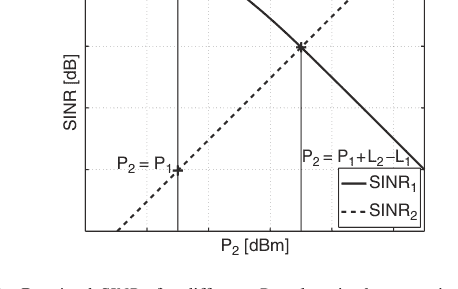 SINR [dB]
P₂ = P₁
P₂ = P₁+L₂−L₁
SINR₁
SINR₂
P₂ [dBm]